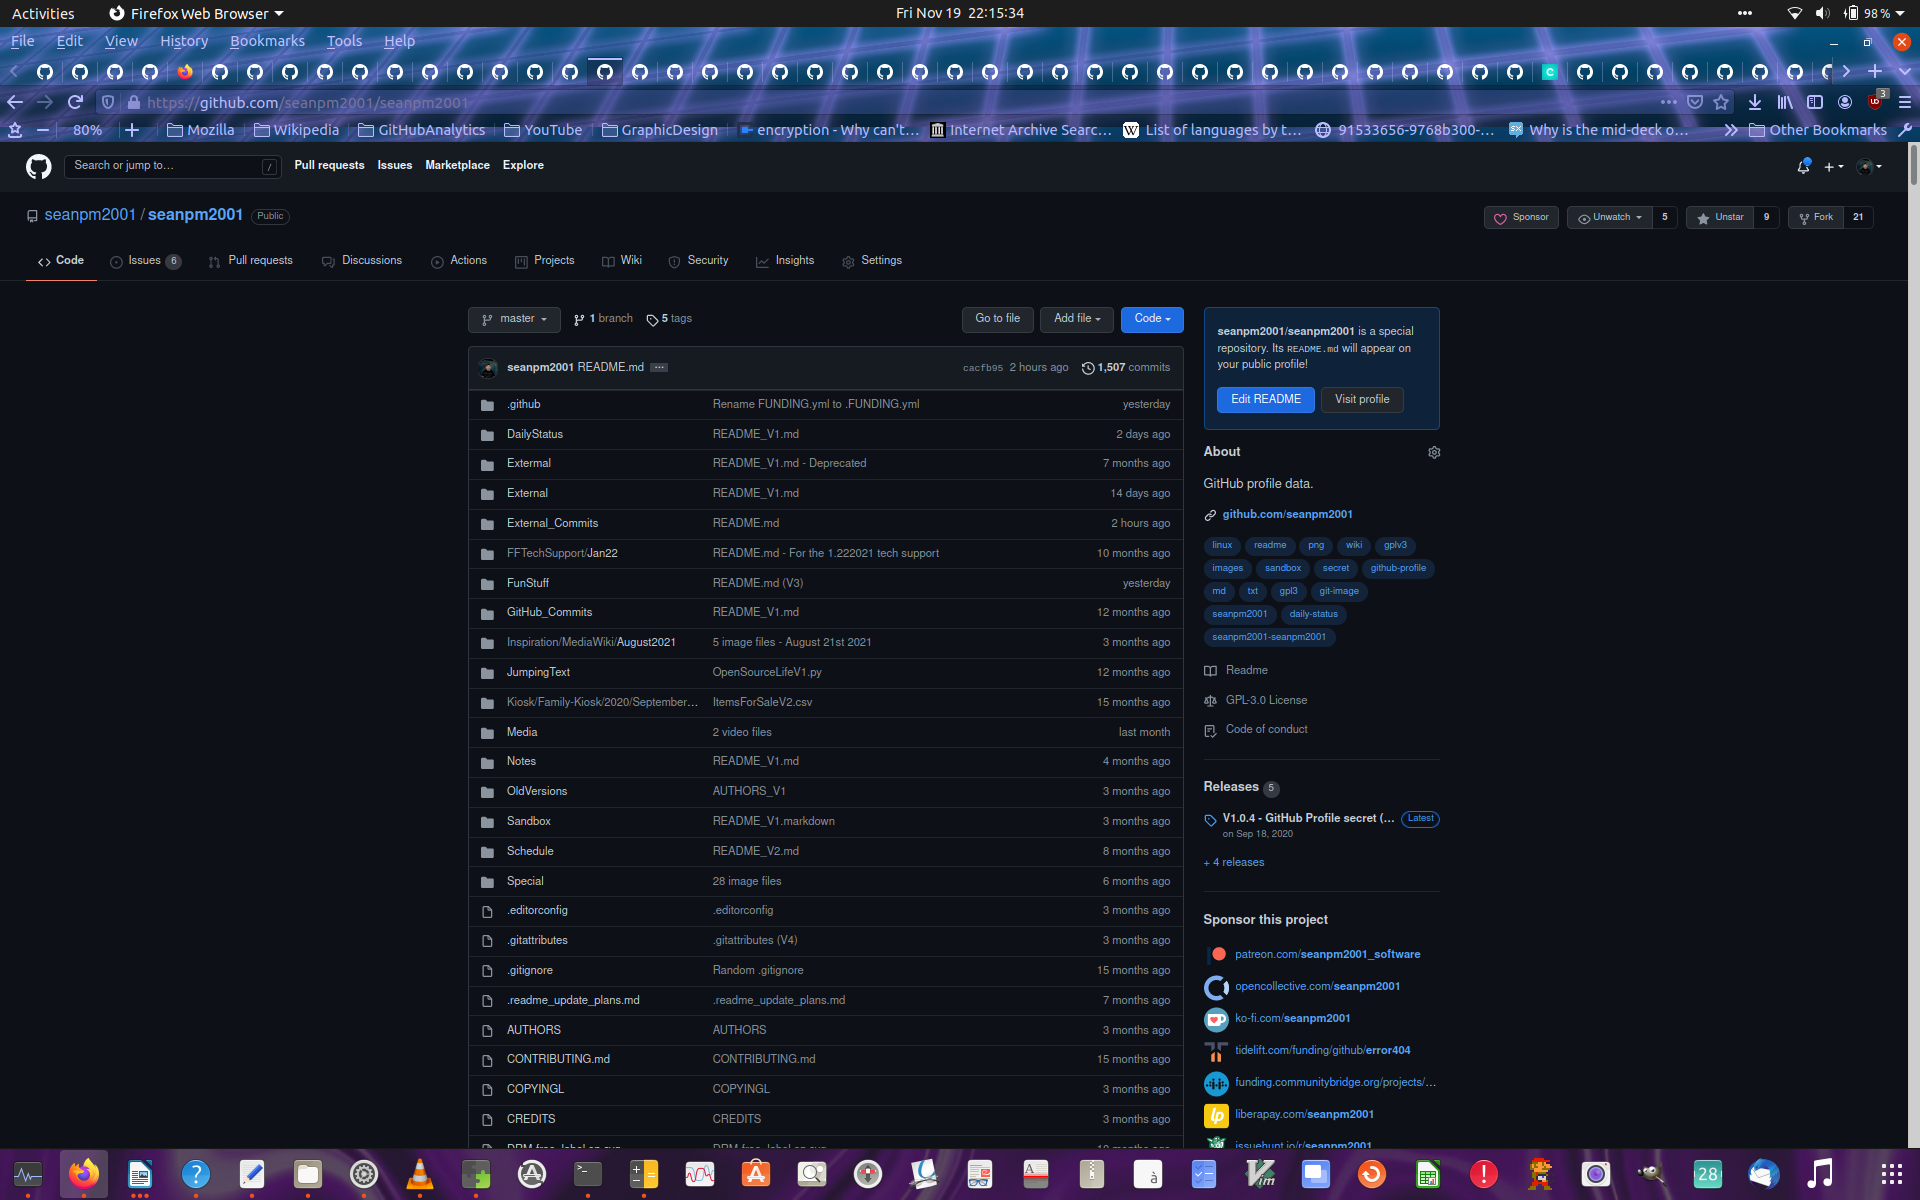 Activities
Firefox Web Browser
Fri Nov 19 22:15:34
98 %
File Edit View History Bookmarks Tools Help
https://github.com/seanpm2001/seanpm2001
3
80%
Mozilla
Wikipedia
GitHubAnalytics
YouTube
GraphicDesign
encryption - Why can't…
Internet Archive Searc…
List of languages by t…
91533656-9768b300-…
Why is the mid-deck o…
Other Bookmarks
Search or jump to… /
Pull requests Issues Marketplace Explore
seanpm2001 / seanpm2001 Public
Sponsor
Unwatch 5
Unstar 9
Fork 21
Code
Issues 6
Pull requests
Discussions
Actions
Projects
Wiki
Security
Insights
Settings
master
1 branch
5 tags
Go to file
Add file
Code
seanpm2001 README.md ... cacfb95 2 hours ago 1,507 commits
.github Rename FUNDING.yml to .FUNDING.yml yesterday
DailyStatus README_V1.md 2 days ago
Extermal README_V1.md - Deprecated 7 months ago
External README_V1.md 14 days ago
External_Commits README.md 2 hours ago
FFTechSupport/Jan22 README.md - For the 1.222021 tech support 10 months ago
FunStuff README.md (V3) yesterday
GitHub_Commits README_V1.md 12 months ago
Inspiration/MediaWiki/August2021 5 image files - August 21st 2021 3 months ago
JumpingText OpenSourceLifeV1.py 12 months ago
Kiosk/Family-Kiosk/2020/September… ItemsForSaleV2.csv 15 months ago
Media 2 video files last month
Notes README_V1.md 4 months ago
OldVersions AUTHORS_V1 3 months ago
Sandbox README_V1.markdown 3 months ago
Schedule README_V2.md 8 months ago
Special 28 image files 6 months ago
.editorconfig .editorconfig 3 months ago
.gitattributes .gitattributes (V4) 3 months ago
.gitignore Random .gitignore 15 months ago
.readme_update_plans.md .readme_update_plans.md 7 months ago
AUTHORS AUTHORS 3 months ago
CONTRIBUTING.md CONTRIBUTING.md 15 months ago
COPYINGL COPYINGL 3 months ago
CREDITS CREDITS 3 months ago
seanpm2001/seanpm2001 is a special
repository. Its README.md will appear on
your public profile!
Edit README
Visit profile
About
GitHub profile data.
github.com/seanpm2001
linux readme png wiki gplv3
images sandbox secret github-profile
md txt gpl3 git-image
seanpm2001 daily-status
seanpm2001-seanpm2001
Readme
GPL-3.0 License
Code of conduct
Releases 5
V1.0.4 - GitHub Profile secret (… Latest
on Sep 18, 2020
+ 4 releases
Sponsor this project
patreon.com/seanpm2001_software
opencollective.com/seanpm2001
ko-fi.com/seanpm2001
tidelift.com/funding/github/error404
funding.communitybridge.org/projects/…
liberapay.com/seanpm2001
issuehunt.io/r/seanpm2001
28